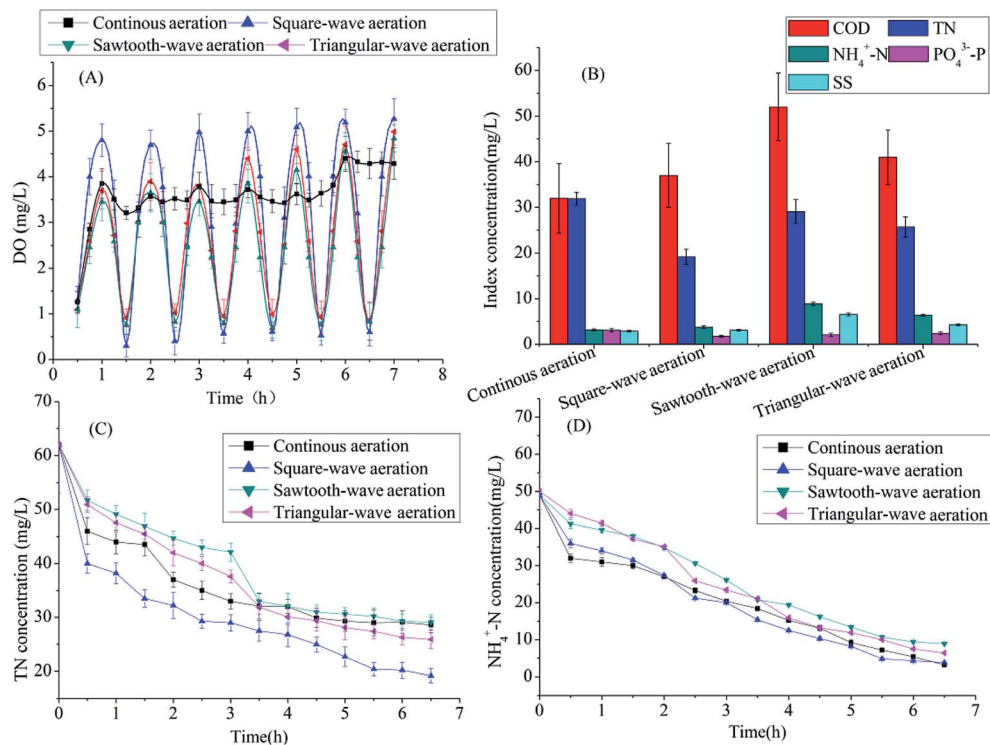 Continous aeration Square-wave aeration
Sawtooth-wave aeration Triangular-wave aeration
(A)
DO (mg/L)
6
5
4
3
2
1
0
0 1 2 3 4 5 6 7 8
Time (h)
COD TN
NH₄⁺-N PO₄³⁻-P
SS
(B)
Index concentration(mg/L)
60
50
40
30
20
10
0
Continous aeration
Square-wave aeration
Sawtooth-wave aeration
Triangular-wave aeration
(C)
Continous aeration
Square-wave aeration
Sawtooth-wave aeration
Triangular-wave aeration
TN concentration (mg/L)
70
60
50
40
30
20
0 1 2 3 4 5 6 7
Time(h)
(D)
Continous aeration
Square-wave aeration
Sawtooth-wave aeration
Triangular-wave aeration
NH₄⁺-N concentration(mg/L)
70
60
50
40
30
20
10
0
0 1 2 3 4 5 6 7
Time(h)